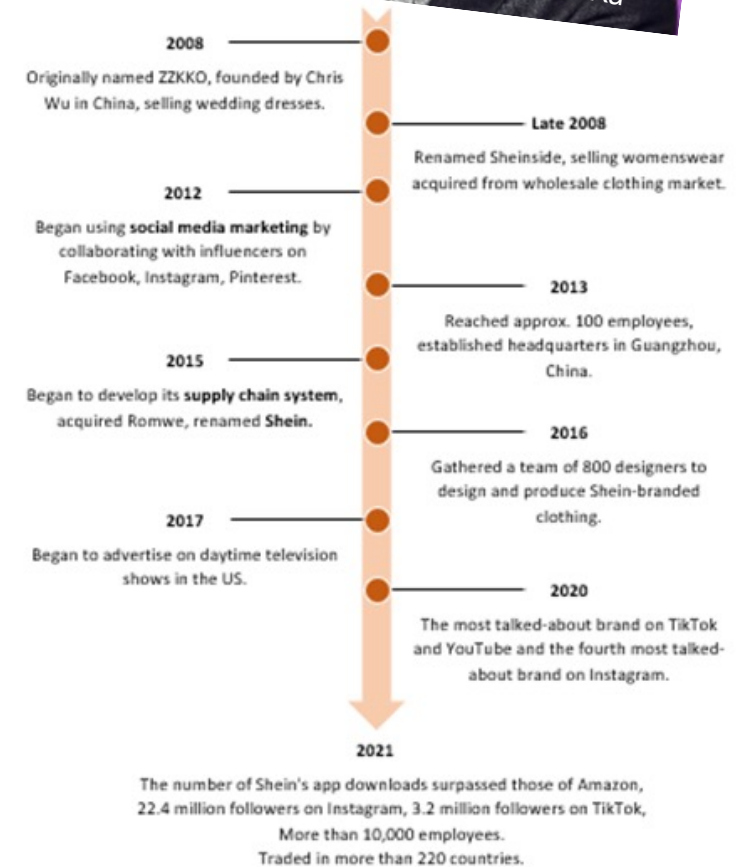 2008
Originally named ZZKKO, founded by Chris
Wu in China, selling wedding dresses.
Late 2008
Renamed Sheinside, selling womenswear
acquired from wholesale clothing market.
2012
Began using social media marketing by
collaborating with influencers on
Facebook, Instagram, Pinterest.
2013
Reached approx. 100 employees,
established headquarters in Guangzhou,
China.
2015
Began to develop its supply chain system,
acquired Romwe, renamed Shein.
2016
Gathered a team of 800 designers to
design and produce Shein-branded
clothing.
2017
Began to advertise on daytime television
shows in the US.
2020
The most talked-about brand on TikTok
and YouTube and the fourth most talked-
about brand on Instagram.
2021
The number of Shein's app downloads surpassed those of Amazon,
22.4 million followers on Instagram, 3.2 million followers on TikTok,
More than 10,000 employees.
Traded in more than 220 countries.